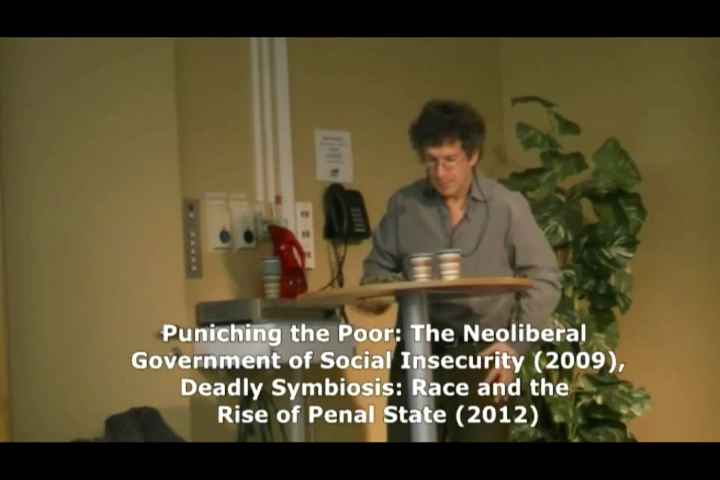 Puniching the Poor: The Neoliberal
Government of Social Insecurity (2009),
Deadly Symbiosis: Race and the
Rise of Penal State (2012)